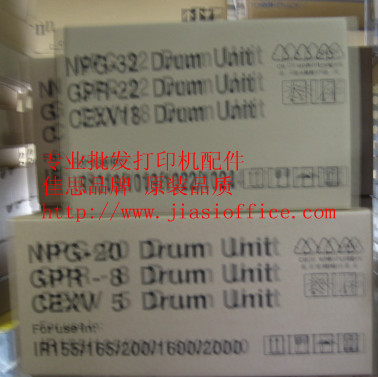 NPG-32 Drum Unit
GPR-22 Drum Unit
CEXV18 Drum Unit
专业批发打印机配件
佳思品牌 原装品质
http://www.jiasioffice.com/
NPG-20 Drum Unit
GPR-8 Drum Unit
CEXV 5 Drum Unit
For use in:
IR155/165/200/1600/2000